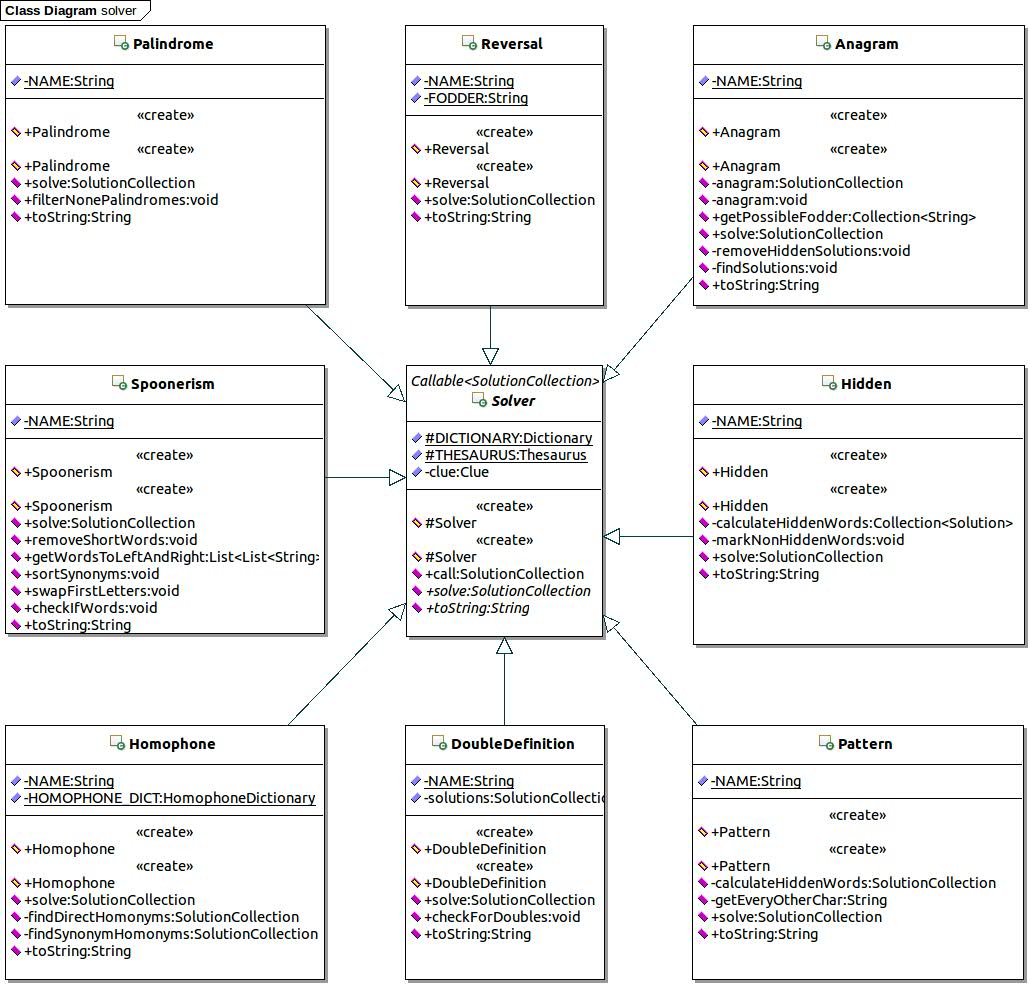 Class Diagram solver
Palindrome
-NAME:String
«create»
+Palindrome
«create»
+Palindrome
+solve:SolutionCollection
+filterNonePalindromes:void
+toString:String
Reversal
-NAME:String
-FODDER:String
«create»
+Reversal
«create»
+Reversal
+solve:SolutionCollection
+toString:String
Anagram
-NAME:String
«create»
+Anagram
«create»
+Anagram
-anagram:SolutionCollection
-anagram:void
+getPossibleFodder:Collection<String>
+solve:SolutionCollection
-removeHiddenSolutions:void
-findSolutions:void
+toString:String
Spoonerism
-NAME:String
«create»
+Spoonerism
«create»
+Spoonerism
+solve:SolutionCollection
+removeShortWords:void
+getWordsToLeftAndRight:List<List<String>
+sortSynonyms:void
+swapFirstLetters:void
+checkIfWords:void
+toString:String
Callable<SolutionCollection>
Solver
#DICTIONARY:Dictionary
#THESAURUS:Thesaurus
-clue:Clue
«create»
#Solver
«create»
#Solver
+call:SolutionCollection
+solve:SolutionCollection
+toString:String
Hidden
-NAME:String
«create»
+Hidden
«create»
+Hidden
-calculateHiddenWords:Collection<Solution>
-markNonHiddenWords:void
+solve:SolutionCollection
+toString:String
Homophone
-NAME:String
-HOMOPHONE_DICT:HomophoneDictionary
«create»
+Homophone
«create»
+Homophone
+solve:SolutionCollection
-findDirectHomonyms:SolutionCollection
-findSynonymHomonyms:SolutionCollection
+toString:String
DoubleDefinition
-NAME:String
-solutions:SolutionCollectic
«create»
+DoubleDefinition
«create»
+DoubleDefinition
+solve:SolutionCollection
+checkForDoubles:void
+toString:String
Pattern
-NAME:String
«create»
+Pattern
«create»
+Pattern
-calculateHiddenWords:SolutionCollection
-getEveryOtherChar:String
+solve:SolutionCollection
+toString:String